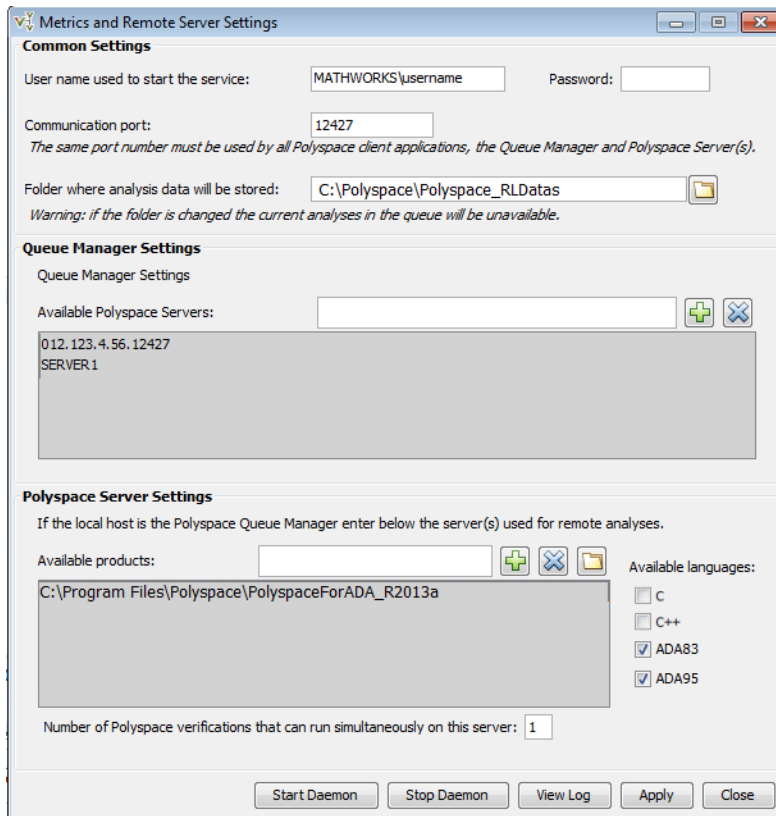 Metrics and Remote Server Settings
Common Settings
User name used to start the service: MATHWORKS\username Password:
Communication port: 12427
The same port number must be used by all Polyspace client applications, the Queue Manager and Polyspace Server(s).
Folder where analysis data will be stored: C:\Polyspace\Polyspace_RLDatas
Warning: if the folder is changed the current analyses in the queue will be unavailable.
Queue Manager Settings
Queue Manager Settings
Available Polyspace Servers:
012.123.4.56.12427
SERVER1
Polyspace Server Settings
If the local host is the Polyspace Queue Manager enter below the server(s) used for remote analyses.
Available products: Available languages:
C:\Program Files\Polyspace\PolyspaceForADA_R2013a
C
C++
ADA83
ADA95
Number of Polyspace verifications that can run simultaneously on this server: 1
Start Daemon Stop Daemon View Log Apply Close